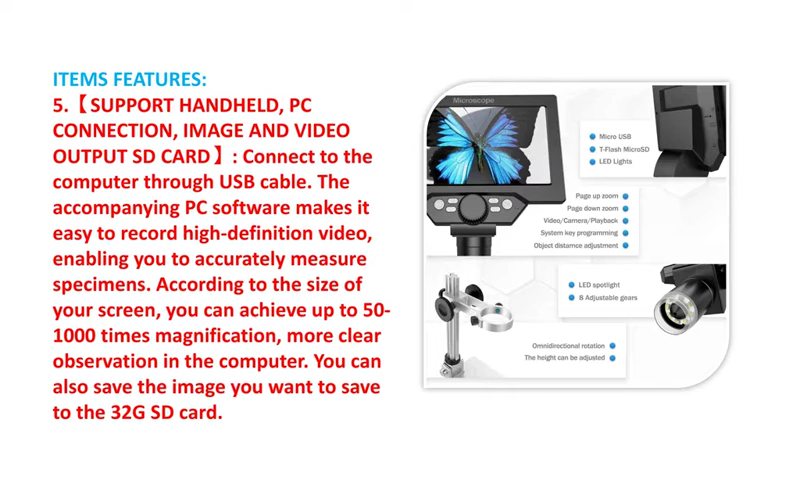 ITEMS FEATURES:
5.【SUPPORT HANDHELD, PC
CONNECTION, IMAGE AND VIDEO
OUTPUT SD CARD】: Connect to the
computer through USB cable. The
accompanying PC software makes it
easy to record high-definition video,
enabling you to accurately measure
specimens. According to the size of
your screen, you can achieve up to 50-
1000 times magnification, more clear
observation in the computer. You can
also save the image you want to save
to the 32G SD card.
Microscope
Micro USB
T-Flash MicroSD
LED Lights
Page up zoom
Page down zoom
Video/Camera/Playback
System key programming
Object distamce adjustment
LED spotlight
8 Adjustable gears
Omnidirectional rotation
The height can be adjusted